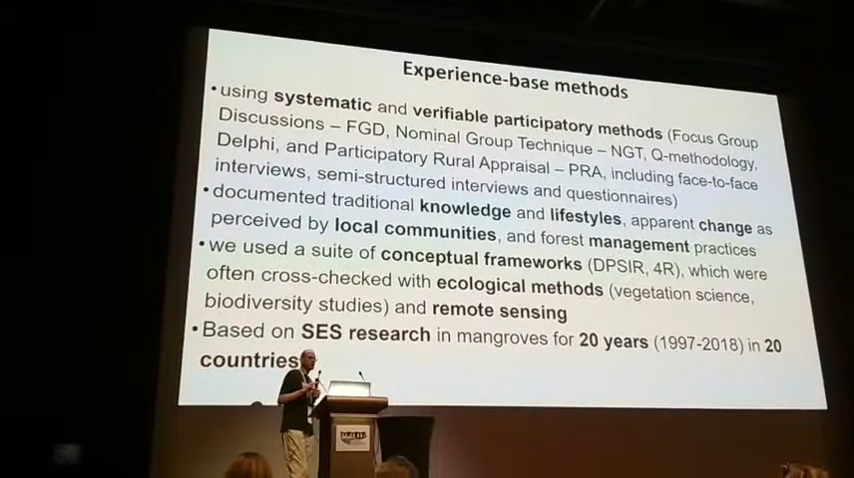 Experience-base methods
•using systematic and verifiable participatory methods (Focus Group
Discussions – FGD, Nominal Group Technique – NGT, Q-methodology,
Delphi, and Participatory Rural Appraisal – PRA, including face-to-face
interviews, semi-structured interviews and questionnaires)
•documented traditional knowledge and lifestyles, apparent change as
perceived by local communities, and forest management practices
•we used a suite of conceptual frameworks (DPSIR, 4R), which were
often cross-checked with ecological methods (vegetation science,
biodiversity studies) and remote sensing
•Based on SES research in mangroves for 20 years (1997-2018) in 20
countries